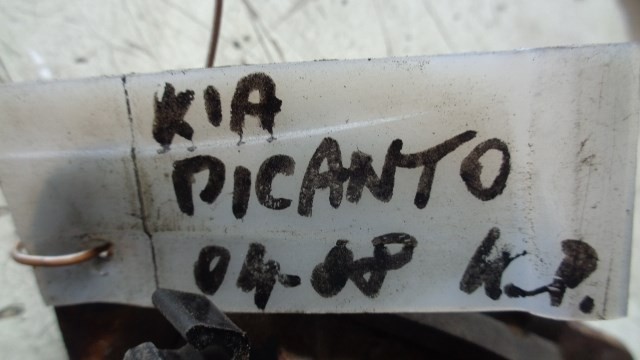 KIA
PICANTO
04-08 К.Р.